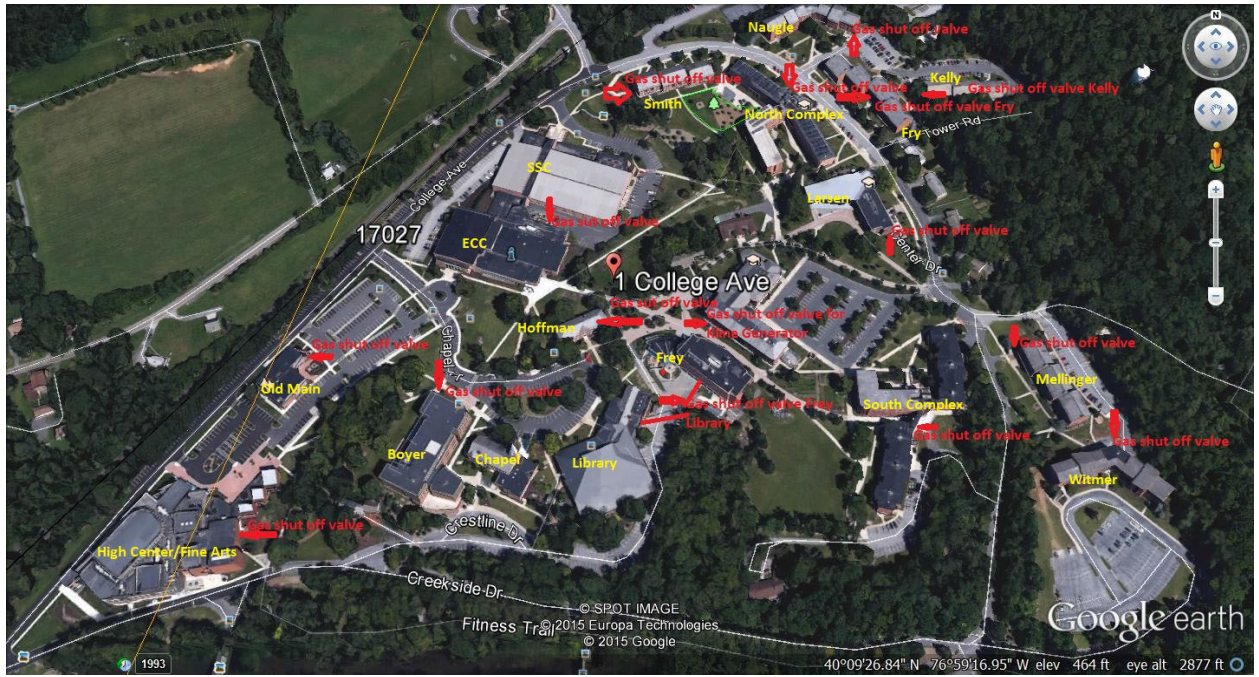 Naugle
Gas shut off valve
N
Gas shut off valve
Smith
Gas shut off valve
Kelly
Gas shut off valve Kelly
Gas shut off valve Fry
North Complex
Fry
Tower Rd
SSC
College Ave
Larsen
17027
Gas sut off valve
ECC
i
Gas shut off valve
Center Dr
1 College Ave
Gas sut off valve
Gas shut off valve for
Kline Generator
Hoffman
Chapel
Gas shut off valve
Old Main
Frey
Gas shut off valve
Mellinger
Gas shut off valve
Gas shut off valve Frey
Library
South Complex
Gas shut off valve
Gas shut off valve
Boyer
Chapel
Library
Witmer
Gas shut off valve
Crestline Dr
High Center/Fine Arts
Creekside Dr
Fitness Trail
© SPOT IMAGE
© 2015 Europa Technologies
© 2015 Google
Google earth
1993
40°09'26.84" N 76°59'16.95" W elev 464 ft eye alt 2877 ft